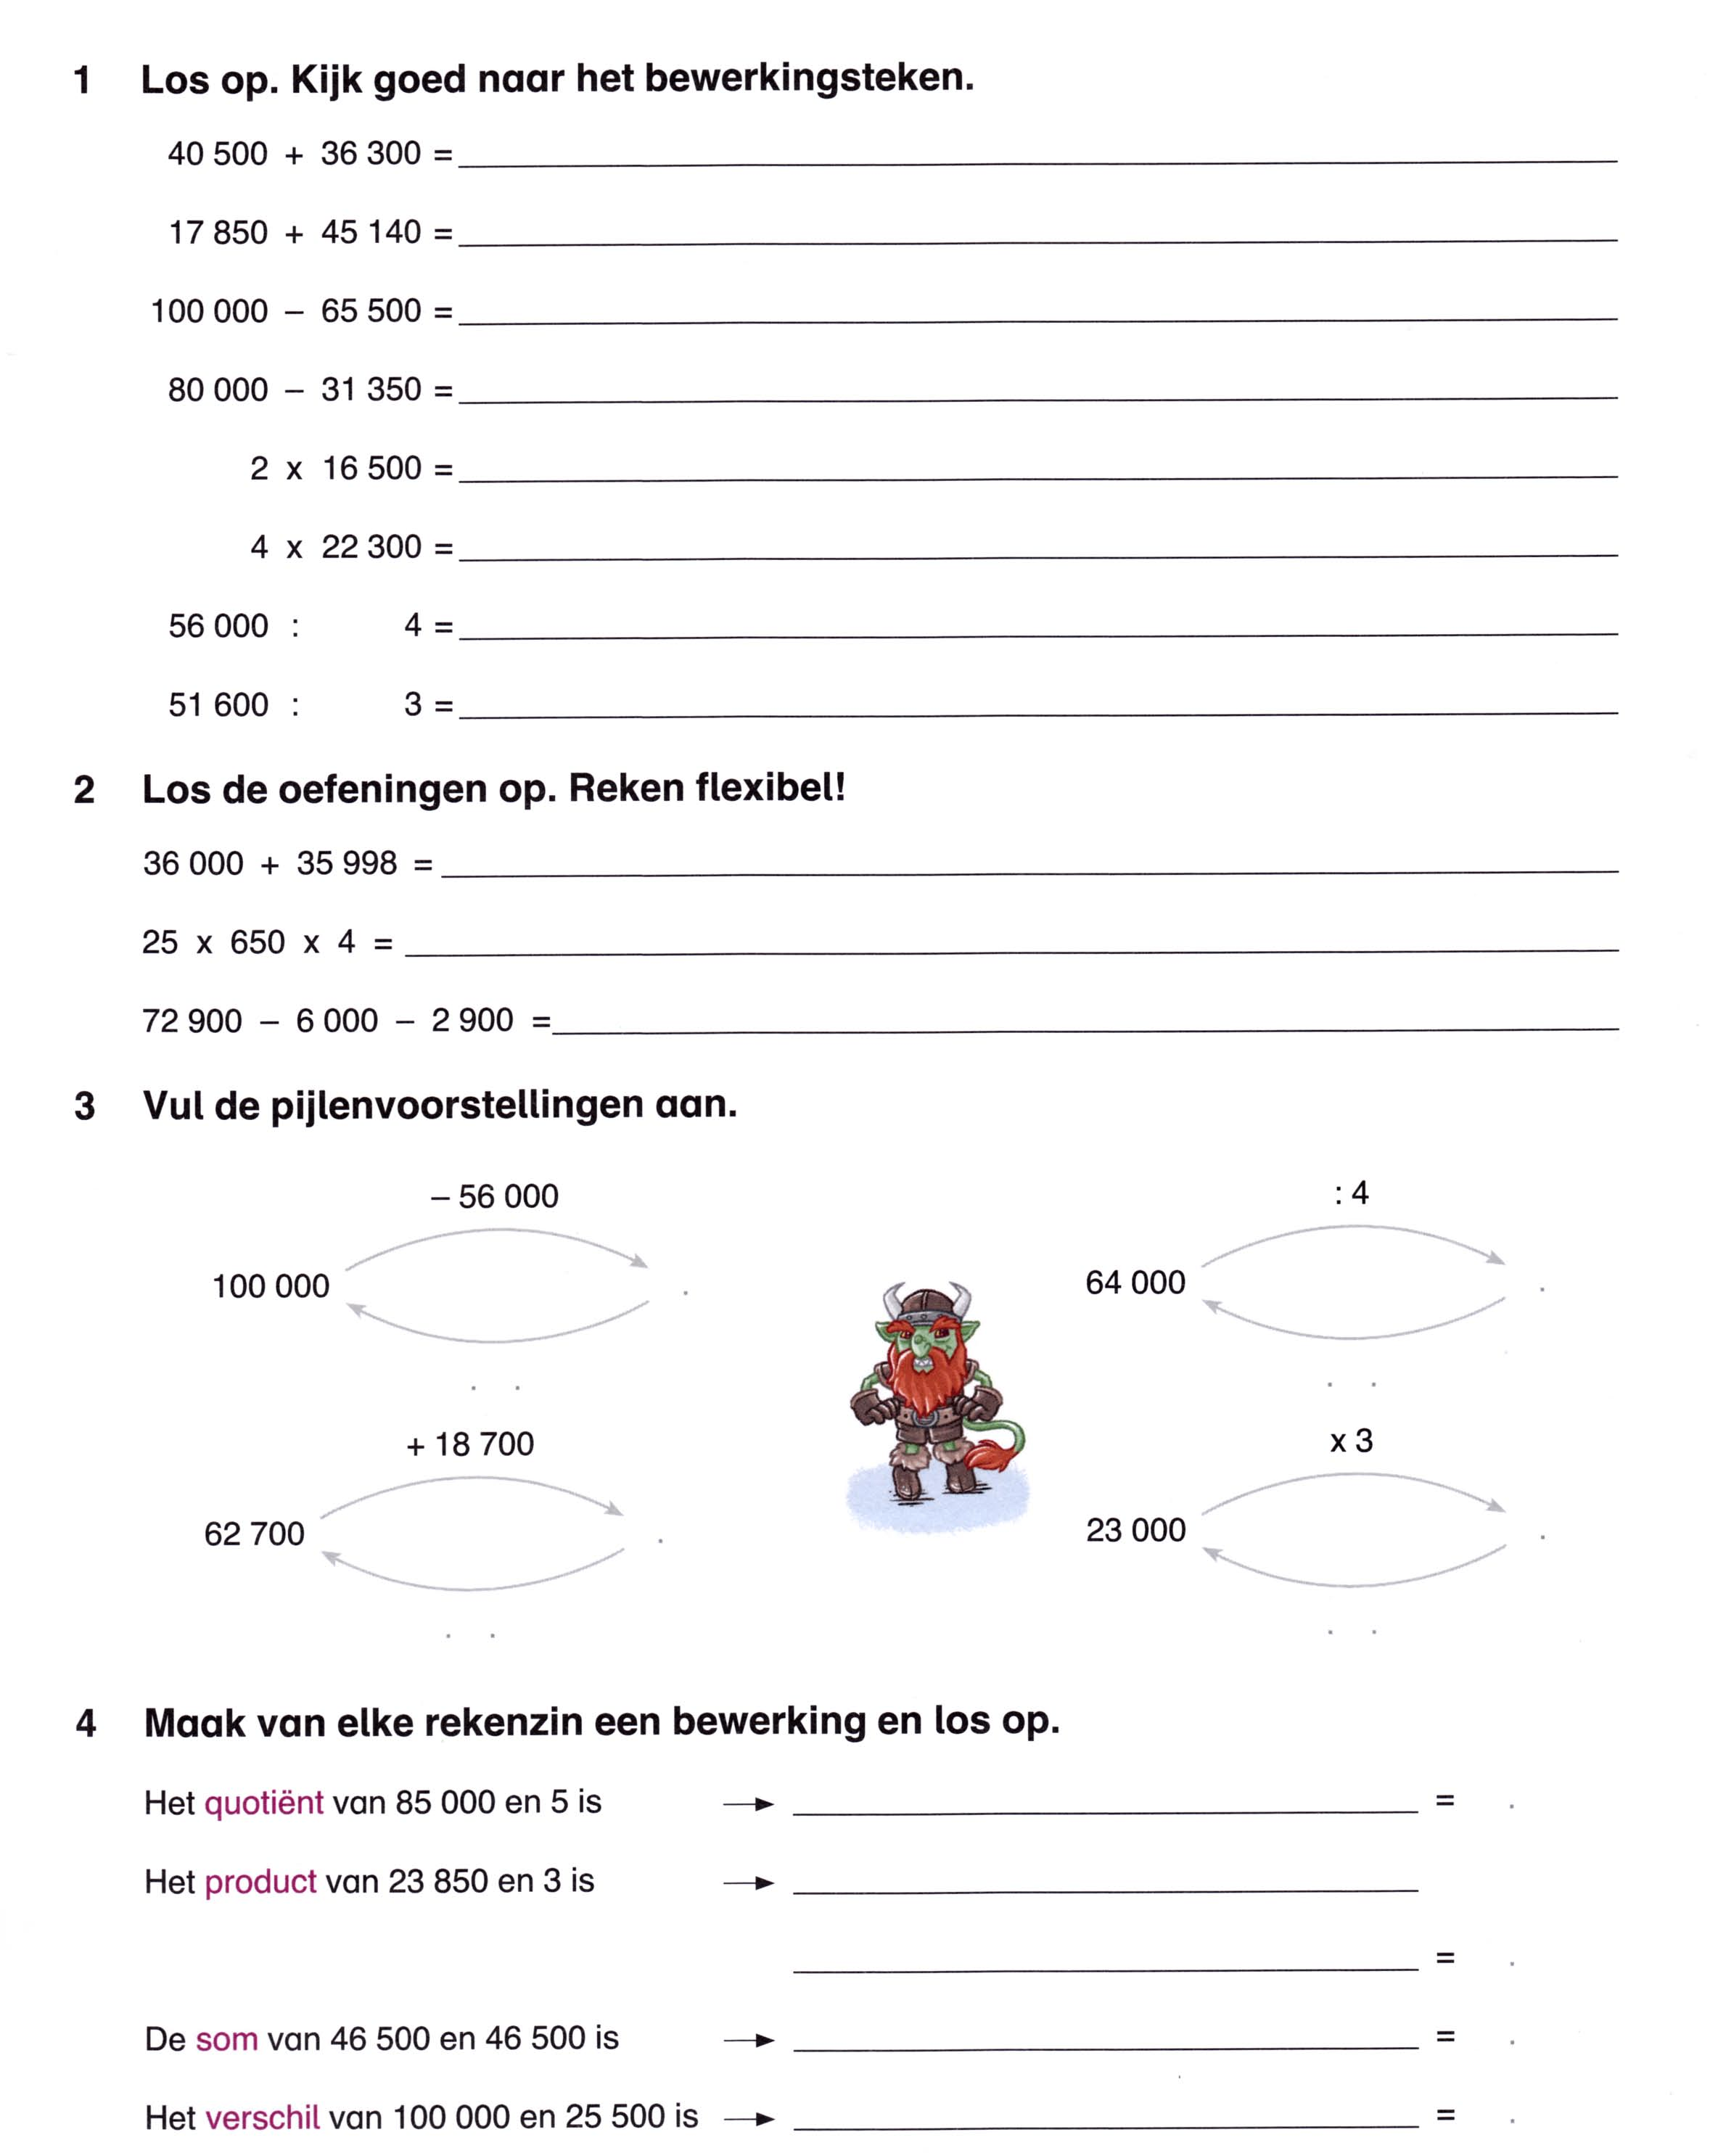 1 Los op. Kijk goed naar het bewerkingsteken.
40 500 + 36 300 =
17 850 + 45 140 =
100 000 – 65 500 =
80 000 – 31 350 =
2 x 16 500 =
4 x 22 300 =
56 000 : 4 =
51 600 : 3 =
2 Los de oefeningen op. Reken flexibel!
36 000 + 35 998 =
25 x 650 x 4 =
72 900 – 6 000 – 2 900 =
3 Vul de pijlenvoorstellingen aan.
– 56 000
: 4
100 000 .
64 000 .
. .
. .
+ 18 700
x 3
62 700 .
23 000 .
. .
. .
4 Maak van elke rekenzin een bewerking en los op.
Het quotiënt van 85 000 en 5 is → = .
Het product van 23 850 en 3 is →
= .
De som van 46 500 en 46 500 is → = .
Het verschil van 100 000 en 25 500 is → = .